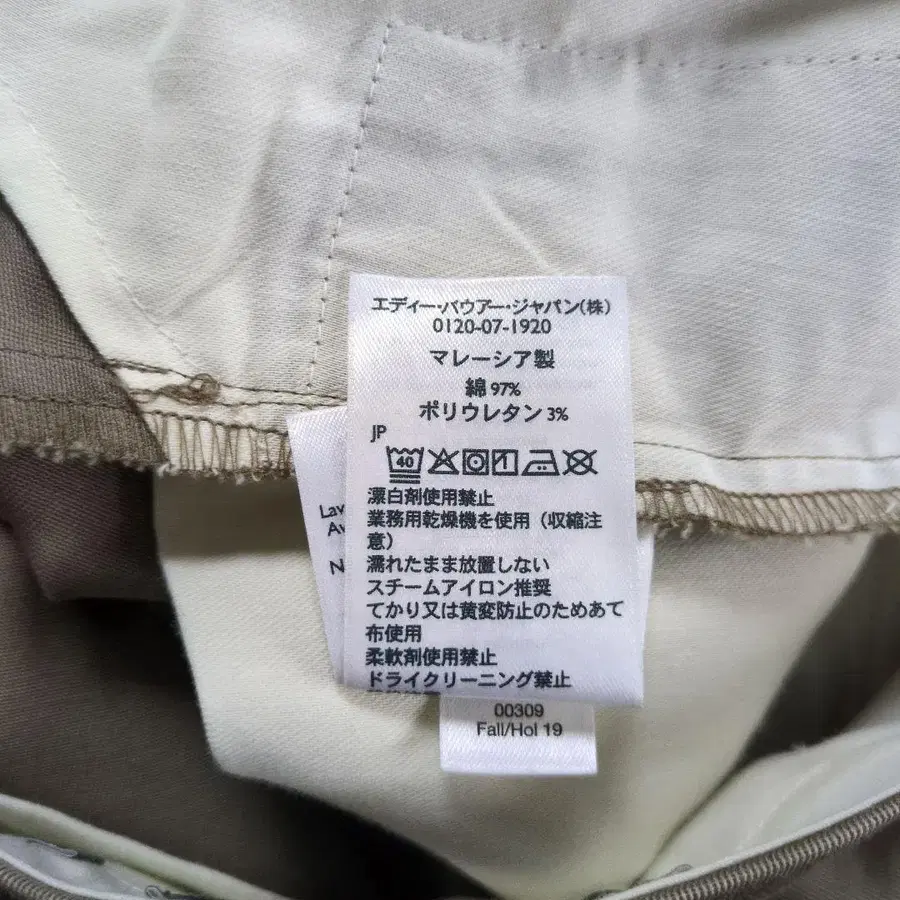 エディー・バウアー・ジャパン(株)
0120-07-1920
マレーシア製
綿 97%
ポリウレタン 3%
JP
40
漂白剤使用禁止
業務用乾燥機を使用（収縮注
意）
濡れたまま放置しない
スチームアイロン推奨
てかり又は黄変防止のためあて
布使用
柔軟剤使用禁止
ドライクリーニング禁止
00309
Fall/Hol 19